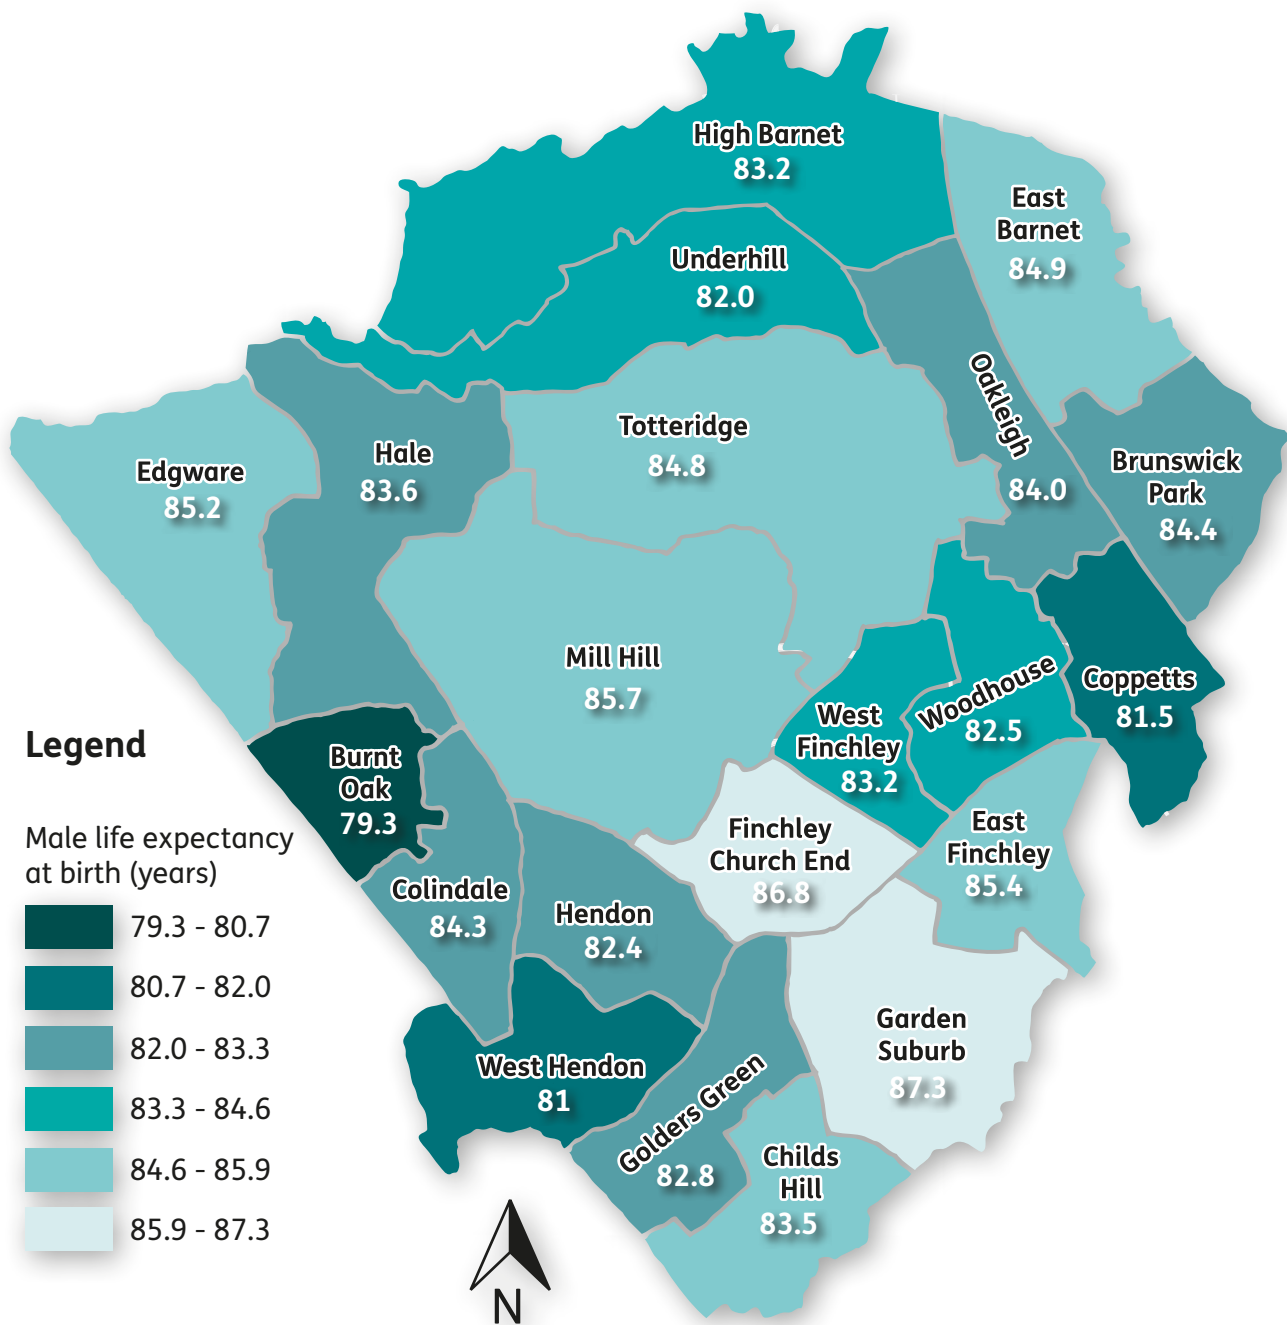 High Barnet
83.2
East
Barnet
84.9
Underhill
82.0
Oakleigh
84.0
Totteridge
84.8
Hale
83.6
Edgware
85.2
Brunswick
Park
84.4
Mill Hill
85.7
Woodhouse
82.5
Coppetts
81.5
West
Finchley
83.2
Burnt
Oak
79.3
East
Finchley
85.4
Finchley
Church End
86.8
Colindale
84.3
Hendon
82.4
Garden
Suburb
87.3
West Hendon
81
Golders Green
82.8
Childs
Hill
83.5
Legend
Male life expectancy
at birth (years)
79.3 - 80.7
80.7 - 82.0
82.0 - 83.3
83.3 - 84.6
84.6 - 85.9
85.9 - 87.3
N